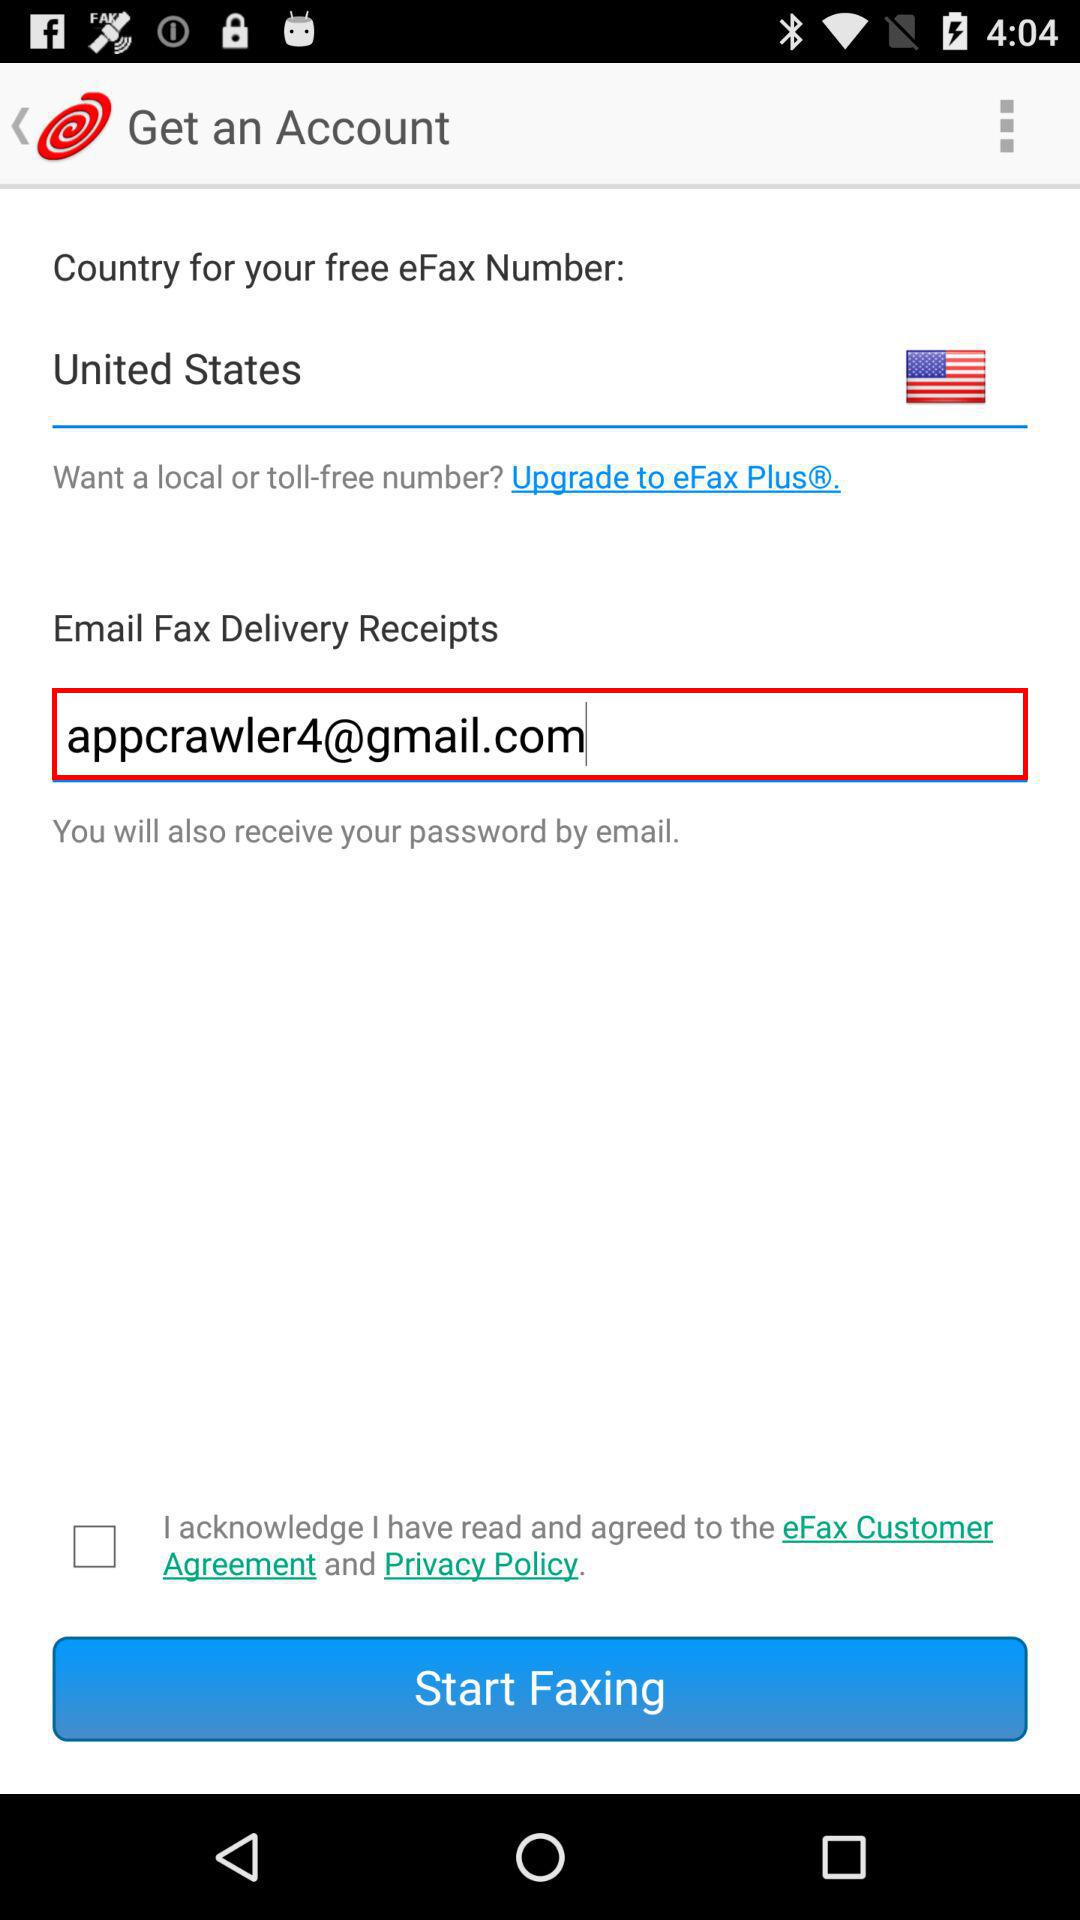 FAK
4:04
Get an Account
Country for your free eFax Number:
United States
Want a local or toll-free number? Upgrade to eFax Plus®.
Email Fax Delivery Receipts
appcrawler4@gmail.com
You will also receive your password by email.
I acknowledge I have read and agreed to the eFax Customer
Agreement and Privacy Policy.
Start Faxing